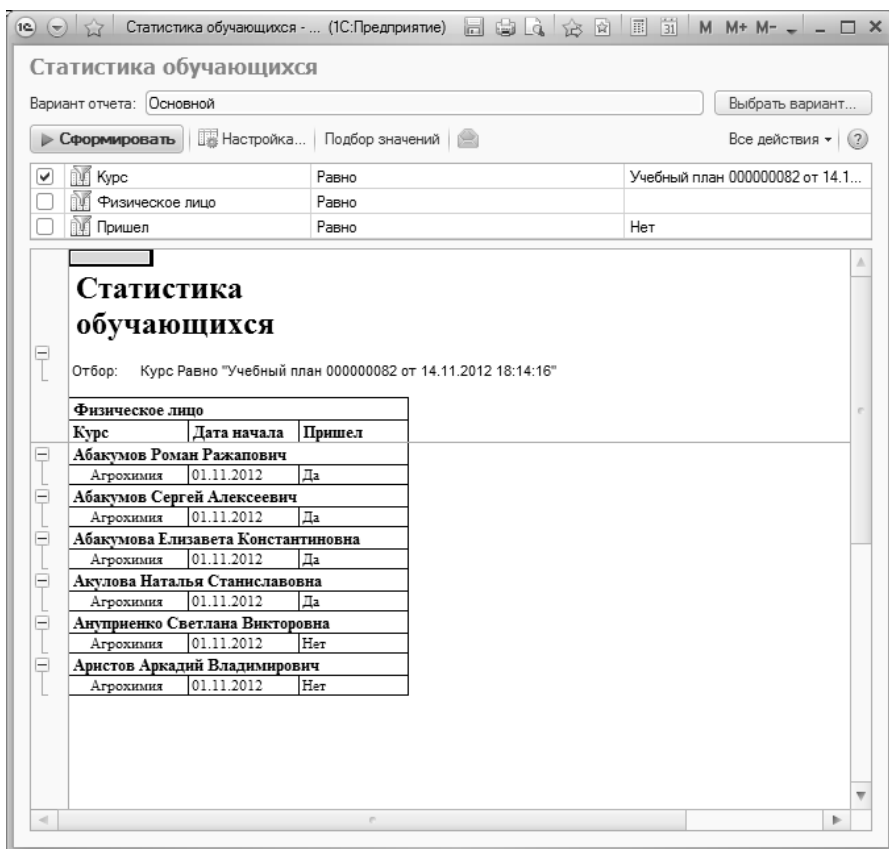 1С Статистика обучающихся - ... (1С:Предприятие) 31 M M+ M-
Статистика обучающихся
Вариант отчета: Основной Выбрать вариант...
Сформировать Настройка... Подбор значений Все действия ?
Курс Равно Учебный план 000000082 от 14.1...
Физическое лицо Равно
Пришел Равно Нет
Статистика
обучающихся
Отбор: Курс Равно "Учебный план 000000082 от 14.11.2012 18:14:16"
Физическое лицо
Курс Дата начала Пришел
Абакумов Роман Ражапович
Агрохимия 01.11.2012 Да
Абакумов Сергей Алексеевич
Агрохимия 01.11.2012 Да
Абакумова Елизавета Константиновна
Агрохимия 01.11.2012 Да
Акулова Наталья Станиславовна
Агрохимия 01.11.2012 Да
Ануприенко Светлана Викторовна
Агрохимия 01.11.2012 Нет
Аристов Аркадий Владимирович
Агрохимия 01.11.2012 Нет